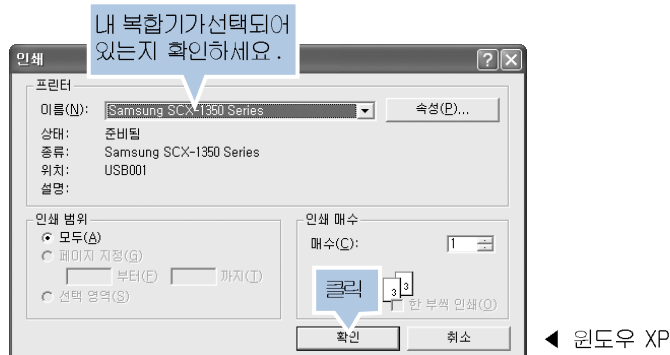 내 복합기가선택되어
있는지 확인하세요 .
인쇄
프린터
이름(N): Samsung SCX-1350 Series 속성(P)...
상태: 준비됨
종류: Samsung SCX-1350 Series
위치: USB001
설명:
인쇄 범위
모두(A)
페이지 지정(G)
부터(F) 까지(T)
선택 영역(S)
인쇄 매수
매수(C): 1
클릭
3 3
한 부씩 인쇄(O)
확인 취소
◀ 윈도우 XP